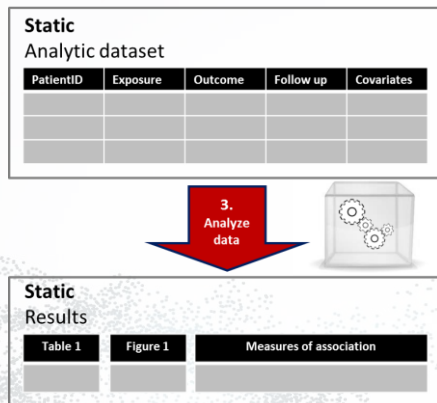 Static
Analytic dataset
PatientID Exposure Outcome Follow up Covariates
3.
Analyze
data
Static
Results
Table 1 Figure 1 Measures of association